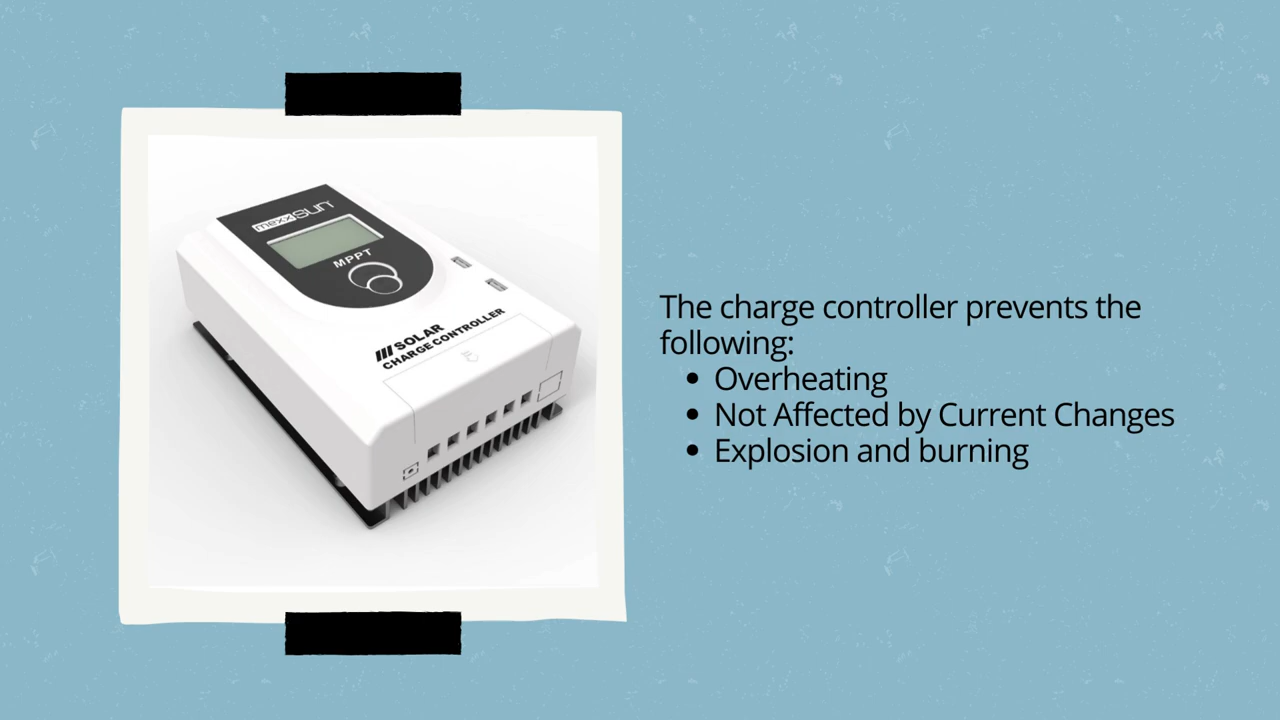 mexxsun
MPPT
SOLAR
CHARGE CONTROLLER
The charge controller prevents the
following:
• Overheating
• Not Affected by Current Changes
• Explosion and burning